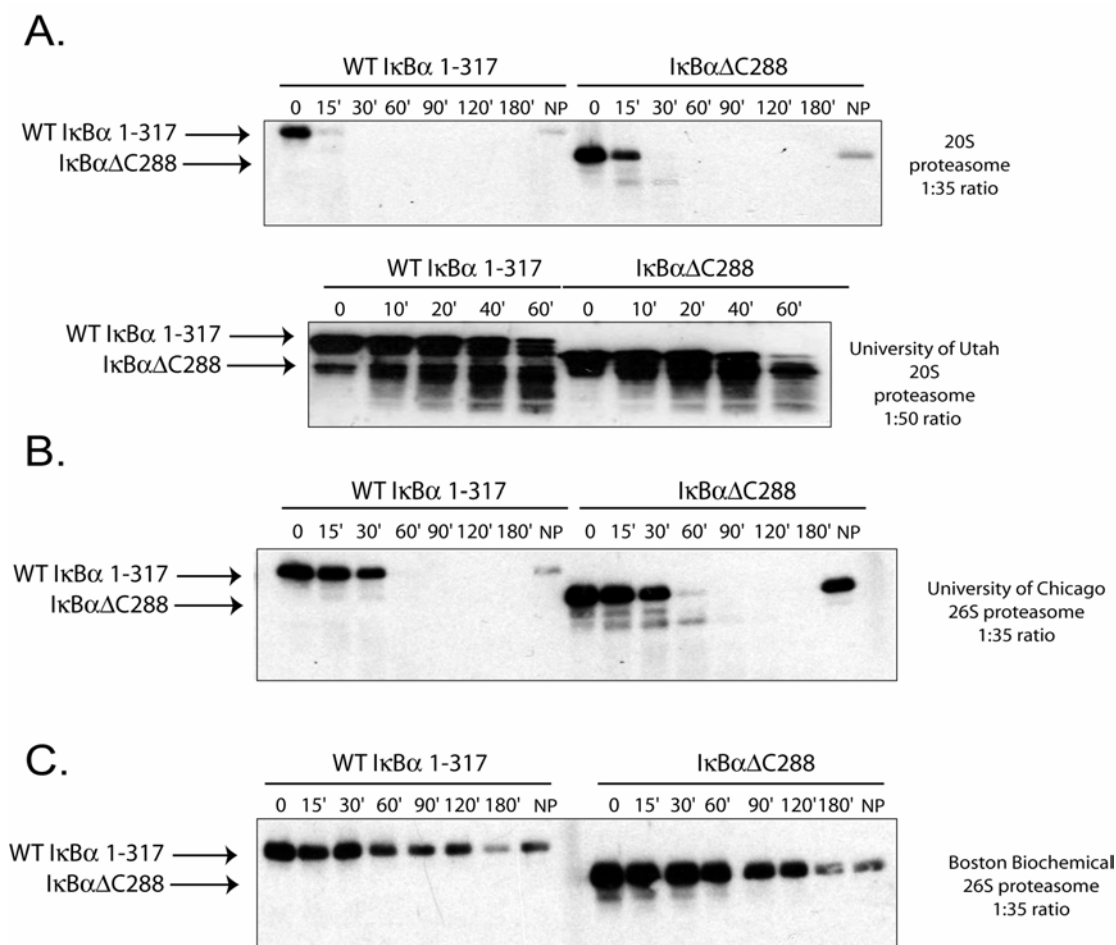 A.
WT IκBα 1-317 IκBαΔC288
0 15' 30' 60' 90' 120' 180' NP 0 15' 30' 60' 90' 120' 180' NP
WT IκBα 1-317
IκBαΔC288
20S
proteasome
1:35 ratio
WT IκBα 1-317 IκBαΔC288
0 10' 20' 40' 60' 0 10' 20' 40' 60'
WT IκBα 1-317
IκBαΔC288
University of Utah
20S
proteasome
1:50 ratio
B.
WT IκBα 1-317 IκBαΔC288
0 15' 30' 60' 90' 120' 180' NP 0 15' 30' 60' 90' 120' 180' NP
WT IκBα 1-317
IκBαΔC288
University of Chicago
26S proteasome
1:35 ratio
C.
WT IκBα 1-317 IκBαΔC288
0 15' 30' 60' 90' 120' 180' NP 0 15' 30' 60' 90' 120' 180' NP
WT IκBα 1-317
IκBαΔC288
Boston Biochemical
26S proteasome
1:35 ratio